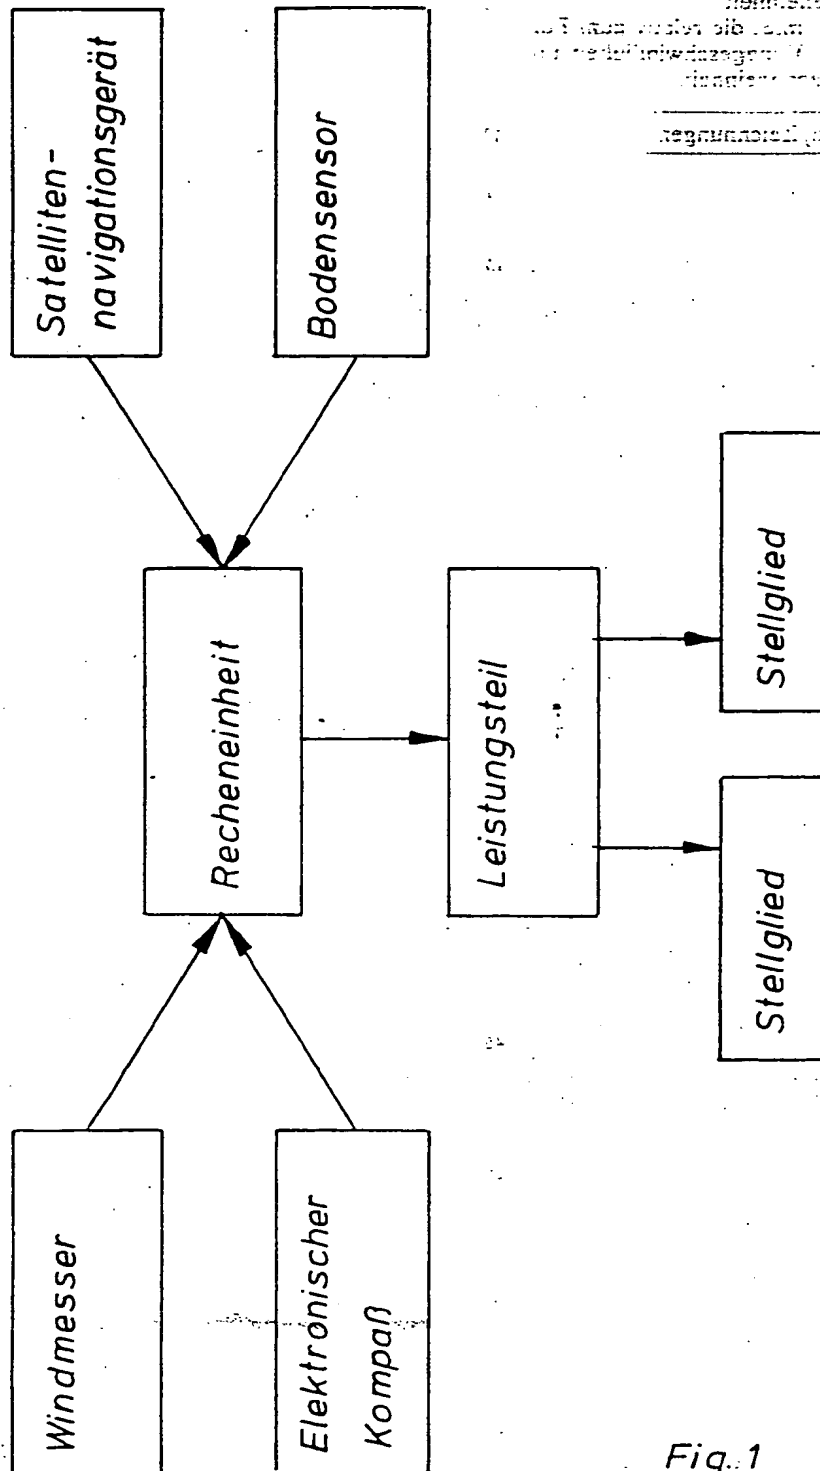 Satelliten-
navigationsgerät
Bodensensor
Recheneinheit
Leistungsteil
Stellglied
Stellglied
Windmesser
Elektronischer
Kompaß
Fig. 1